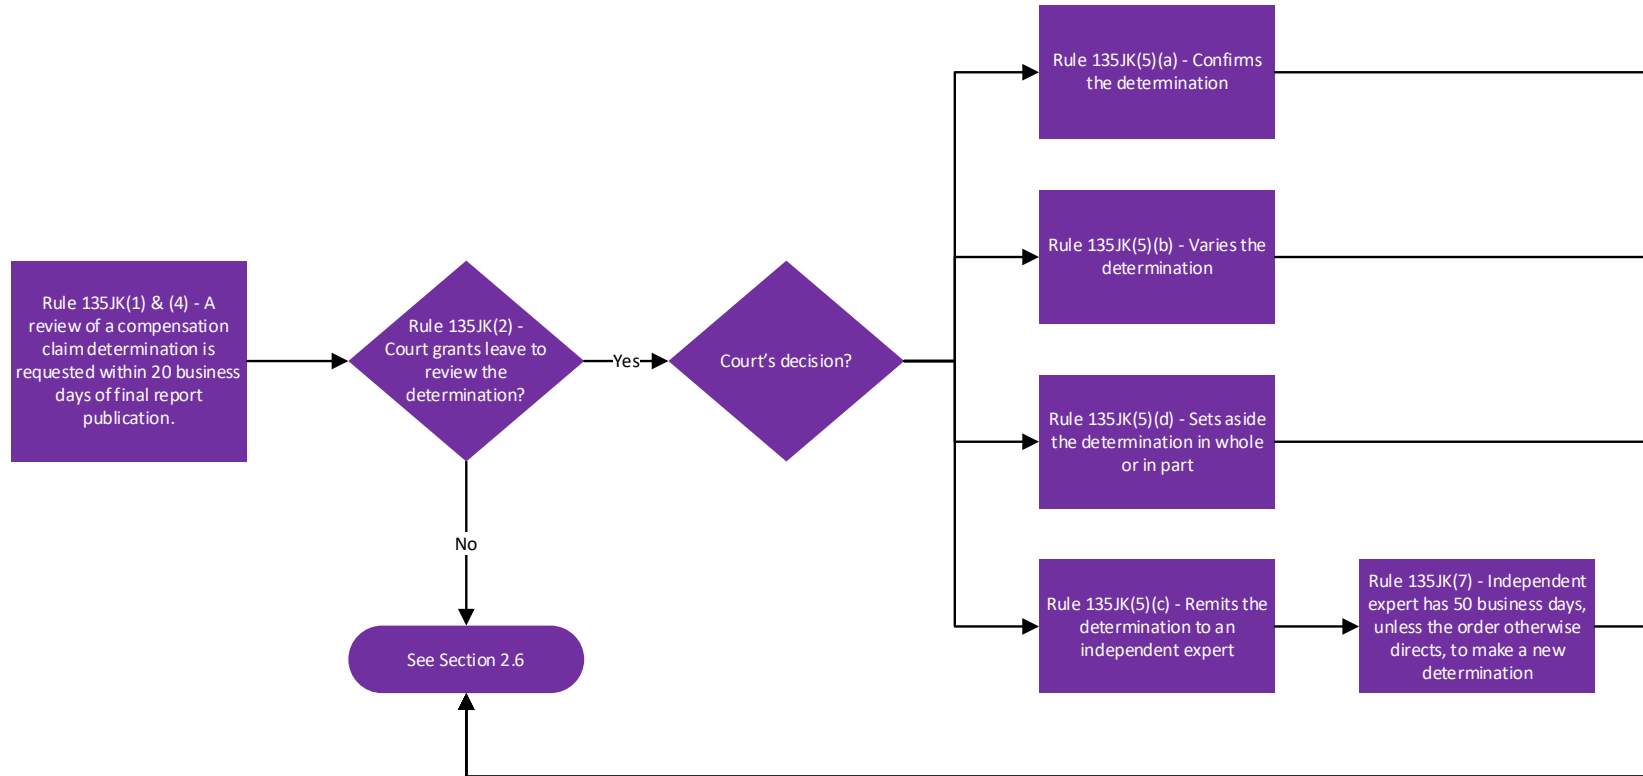 Rule 135JK(1) & (4) - A
review of a compensation
claim determination is
requested within 20 business
days of final report
publication.
Rule 135JK(2) -
Court grants leave to
review the
determination?
Yes
No
See Section 2.6
Court's decision?
Rule 135JK(5)(a) - Confirms
the determination
Rule 135JK(5)(b) - Varies the
determination
Rule 135JK(5)(d) - Sets aside
the determination in whole
or in part
Rule 135JK(5)(c) - Remits the
determination to an
independent expert
Rule 135JK(7) - Independent
expert has 50 business days,
unless the order otherwise
directs, to make a new
determination